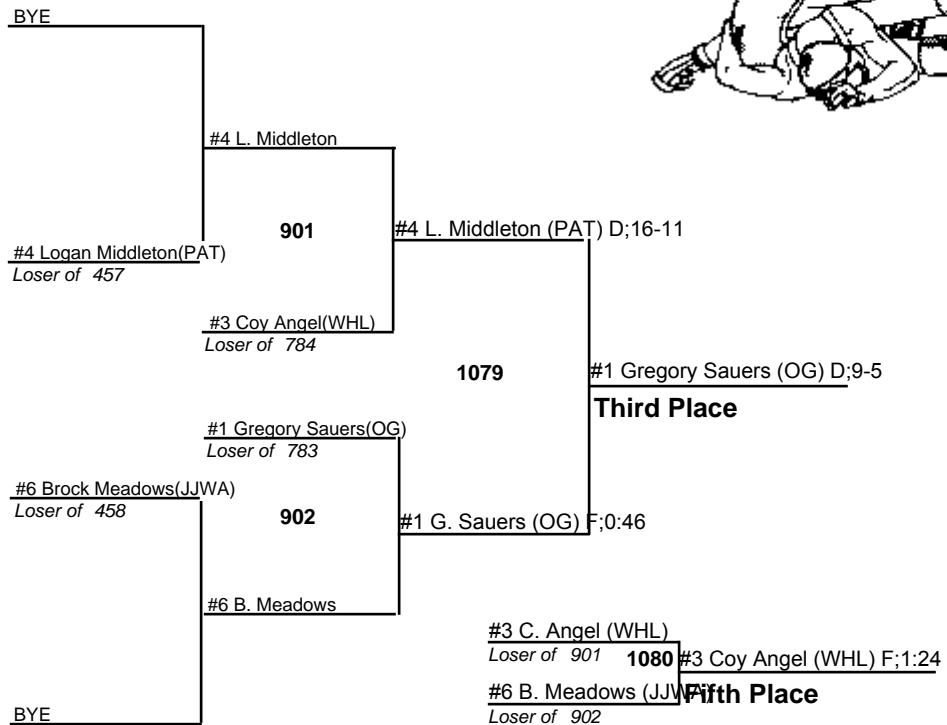 BYE
#4 L. Middleton
901
#4 L. Middleton (PAT) D;16-11
#4 Logan Middleton(PAT)
Loser of 457
#3 Coy Angel(WHL)
Loser of 784
1079
#1 Gregory Sauers (OG) D;9-5
Third Place
#1 Gregory Sauers(OG)
Loser of 783
#6 Brock Meadows(JJWA)
Loser of 458
902
#1 G. Sauers (OG) F;0:46
#6 B. Meadows
#3 C. Angel (WHL)
Loser of 901
1080
#3 Coy Angel (WHL) F;1:24
#6 B. Meadows (JJWA)
Fifth Place
Loser of 902
BYE